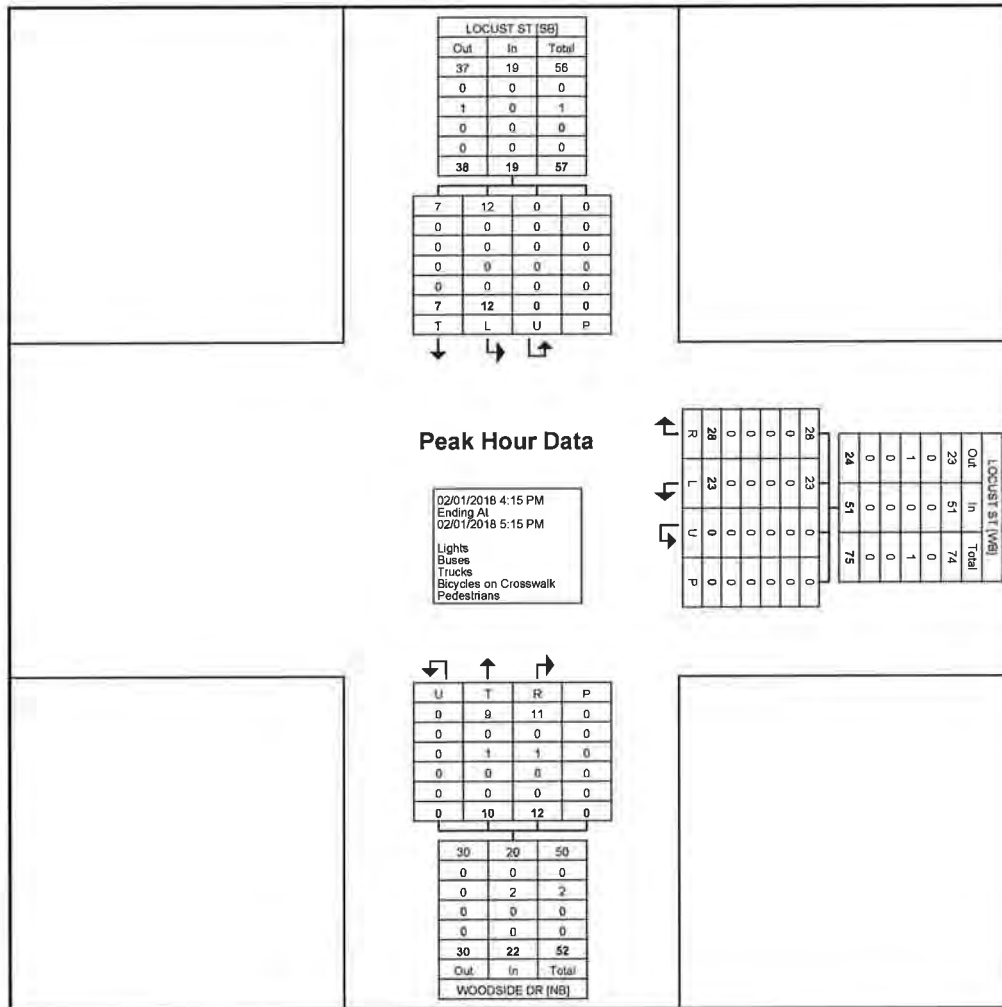 LOCUST ST [SB]
Out In Total
37 19 56
0 0 0
1 0 1
0 0 0
0 0 0
38 19 57
7 12 0 0
0 0 0 0
0 0 0 0
0 0 0 0
0 0 0 0
7 12 0 0
T L U P
Peak Hour Data
02/01/2018 4:15 PM
Ending At
02/01/2018 5:15 PM
Lights
Buses
Trucks
Bicycles on Crosswalk
Pedestrians
R 28 0 0 0 0 28
L 23 0 0 0 0 23
U 0 0 0 0 0 0
P 0 0 0 0 0 0
LOCUST ST [WB]
Out In Total
23 51 74
0 0 0
1 0 1
0 0 0
0 0 0
24 51 75
U T R P
0 9 11 0
0 0 0 0
0 1 1 0
0 0 0 0
0 0 0 0
0 10 12 0
30 20 50
0 0 0
0 2 2
0 0 0
0 0 0
30 22 52
Out In Total
WOODSIDE DR [NB]